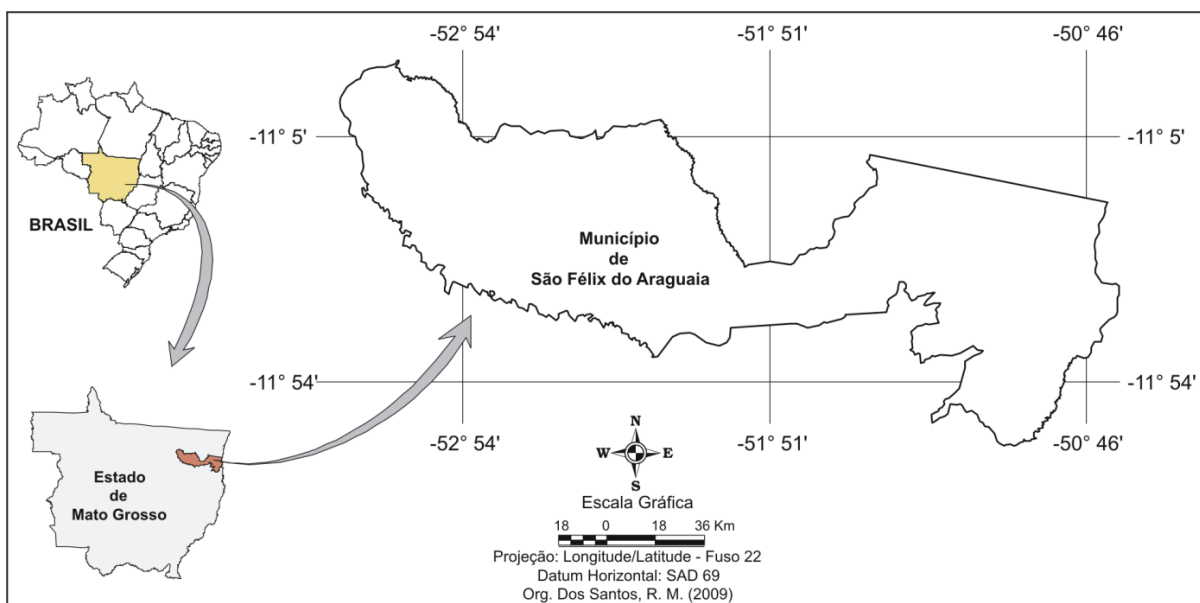 -52° 54'
-51° 51'
-50° 46'
-11° 5'
-11° 5'
BRASIL
Município
de
São Félix do Araguaia
-11° 54'
-11° 54'
-52° 54'
-51° 51'
-50° 46'
N
W
E
S
Estado
de
Mato Grosso
Escala Gráfica
18 0 18 36 Km
Projeção: Longitude/Latitude - Fuso 22
Datum Horizontal: SAD 69
Org. Dos Santos, R. M. (2009)